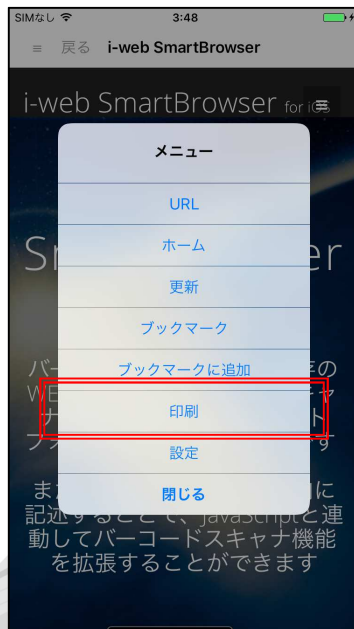 SIMなし 3:48
戻る i-web SmartBrowser
i-web SmartBrowser for iOS
メニュー
URL
ホーム
更新
ブックマーク
ブックマークに追加
印刷
設定
閉じる
記述することで、JavaScriptと連
動してバーコードスキャナ機能
を拡張することができます